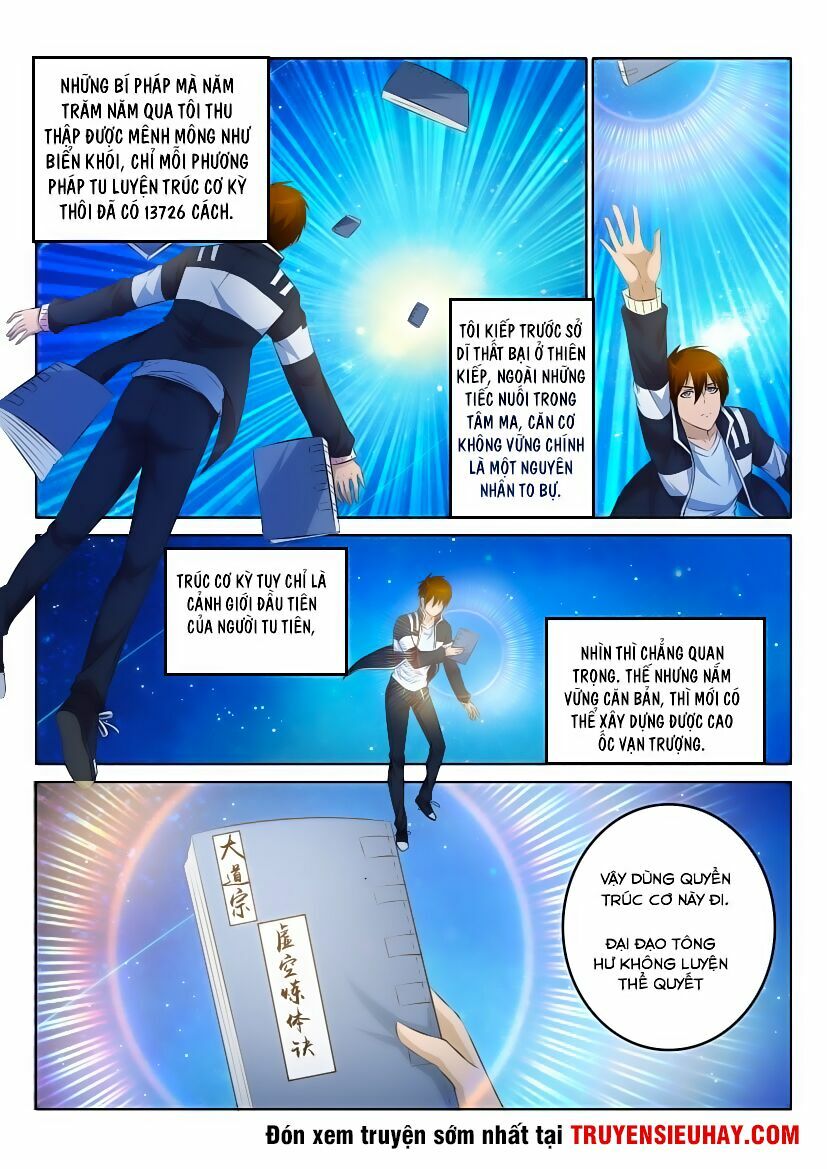 NHỮNG BÍ PHÁP MÀ NĂM
TRĂM NĂM QUA TÔI THU
THẬP ĐƯỢC MÊNH MÔNG NHƯ
BIỂN KHÓI, CHỈ MỖI PHƯƠNG
PHÁP TU LUYỆN TRÚC CƠ KỲ
THÔI ĐÃ CÓ 13726 CÁCH.
TÔI KIẾP TRƯỚC SỞ
DĨ THẤT BẠI Ở THIÊN
KIẾP, NGOÀI NHỮNG
TIẾC NUỐI TRONG
TÂM MA, CĂN CƠ
KHÔNG VỮNG CHÍNH
LÀ MỘT NGUYÊN
NHÂN TO BỰ.
TRÚC CƠ KỲ TUY CHỈ LÀ
CẢNH GIỚI ĐẦU TIÊN
CỦA NGƯỜI TU TIÊN,
NHÌN THÌ CHẲNG QUAN
TRỌNG. THẾ NHƯNG NẮM
VỮNG CĂN BẢN, THÌ MỚI CÓ
THỂ XÂY DỰNG ĐƯỢC CAO
ỐC VẠN TRƯỢNG.
大道宗
虚空炼体诀
VẬY DÙNG QUYỂN
TRÚC CƠ NÀY ĐI.
ĐẠI ĐẠO TÔNG
HƯ KHÔNG LUYỆN
THỂ QUYẾT
Đón xem truyện sớm nhất tại TRUYENSIEUHAY.COM